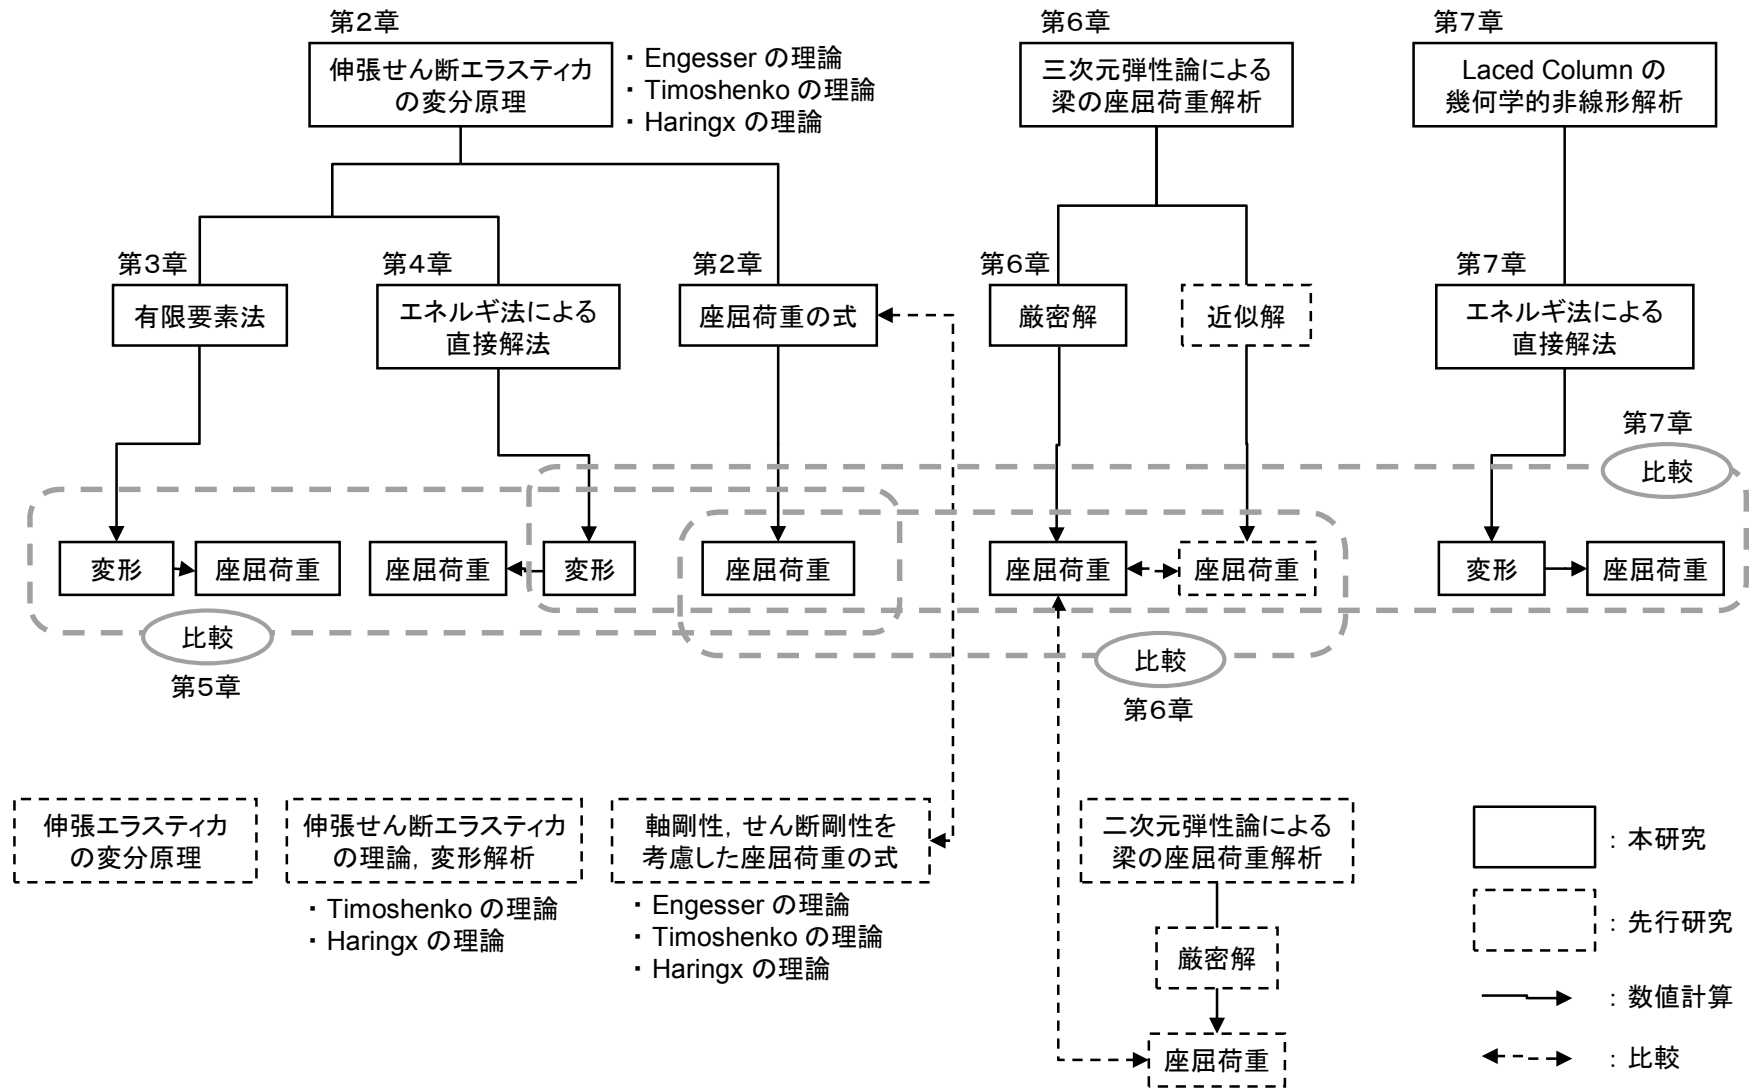 第2章
伸張せん断エラスティカ
の変分原理
・ Engesser の理論
・ Timoshenko の理論
・ Haringx の理論
第6章
三次元弾性論による
梁の座屈荷重解析
第7章
Laced Column の
幾何学的非線形解析
第3章
有限要素法
第4章
エネルギ法による
直接解法
第2章
座屈荷重の式
第6章
厳密解
近似解
第7章
エネルギ法による
直接解法
第7章
比較
変形
座屈荷重
座屈荷重
変形
座屈荷重
座屈荷重
座屈荷重
変形
座屈荷重
比較
第5章
比較
第6章
伸張エラスティカ
の変分原理
伸張せん断エラスティカ
の理論, 変形解析
・ Timoshenko の理論
・ Haringx の理論
軸剛性, せん断剛性を
考慮した座屈荷重の式
・ Engesser の理論
・ Timoshenko の理論
・ Haringx の理論
二次元弾性論による
梁の座屈荷重解析
厳密解
座屈荷重
: 本研究
: 先行研究
: 数値計算
: 比較